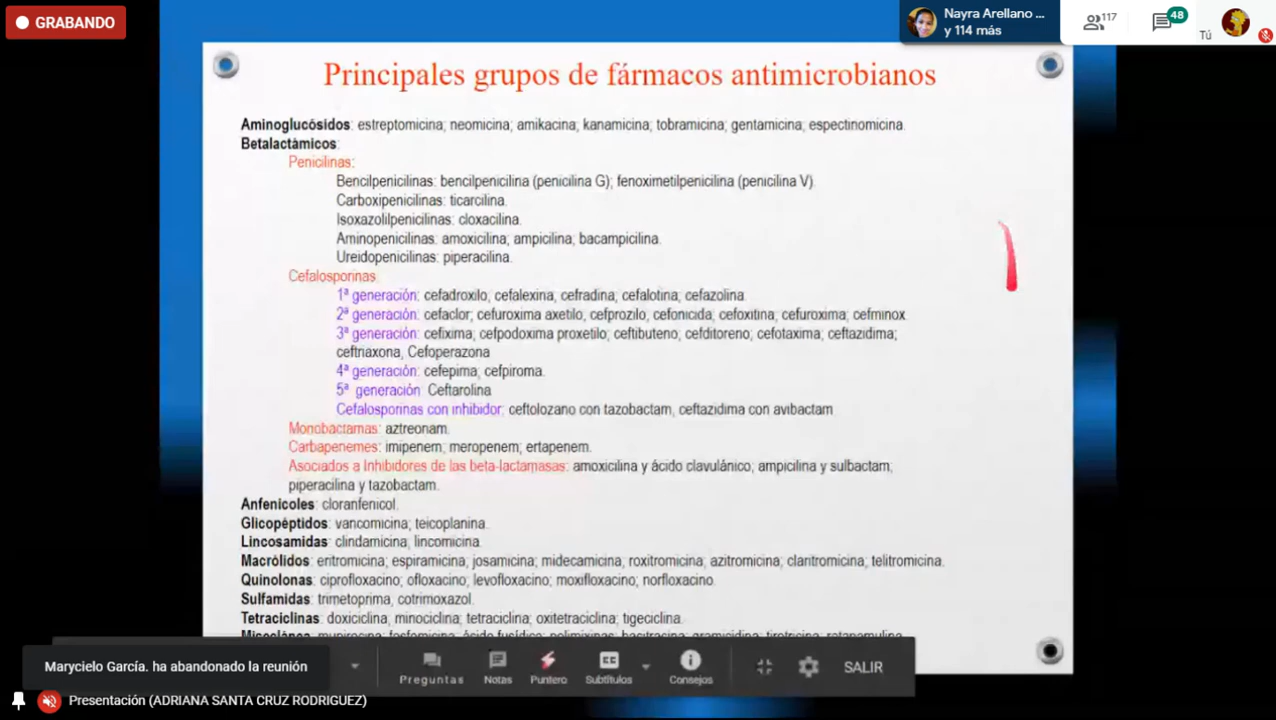 GRABANDO
Nayra Arellano ...
y 114 más
117
48
Tú
Principales grupos de fármacos antimicrobianos
Aminoglucósidos: estreptomicina; neomicina; amikacina; kanamicina; tobramicina; gentamicina; espectinomicina.
Betalactámicos:
Penicilinas:
Bencilpenicilinas: bencilpenicilina (penicilina G); fenoximetilpenicilina (penicilina V)
Carboxipenicilinas: ticarcilina.
Isoxazolilpenicilinas: cloxacilina.
Aminopenicilinas: amoxicilina; ampicilina; bacampicilina.
Ureidopenicilinas: piperacilina.
Cefalosporinas:
1ª generación: cefadroxilo; cefalexina; cefradina; cefalotina; cefazolina
2ª generación: cefaclor; cefuroxima axetilo; cefprozilo; cefonicida; cefoxitina; cefuroxima; cefminox
3ª generación: cefixima; cefpodoxima proxetilo; ceftibuteno; cefditoreno; cefotaxima; ceftazidima;
ceftriaxona, Cefoperazona
4ª generación: cefepima, cefpiroma.
5ª generación: Ceftarolina
Cefalosporinas con inhibidor: ceftolozano con tazobactam, ceftazidima con avibactam
Monobactamas: aztreonam.
Carbapenemes: imipenem; meropenem; ertapenem.
Asociados a Inhibidores de las beta-lactamasas: amoxicilina y ácido clavulánico; ampicilina y sulbactam;
piperacilina y tazobactam.
Anfenicoles: cloranfenicol.
Glicopéptidos: vancomicina; teicoplanina.
Lincosamidas: clindamicina; lincomicina.
Macrólidos: eritromicina; espiramicina; josamicina; midecamicina, roxitromicina; azitromicina; claritromicina; telitromicina.
Quinolonas: ciprofloxacino; ofloxacino; levofloxacino; moxifloxacino; norfloxacino.
Sulfamidas: trimetoprima, cotrimoxazol.
Tetraciclinas: doxiciclina; minociclina; tetraciclina; oxitetraciclina; tigeciclina.
Marycielo García. ha abandonado la reunión
Preguntas
Notas
Puntero
Subtítulos
Consejos
SALIR
Presentación (ADRIANA SANTA CRUZ RODRIGUEZ)